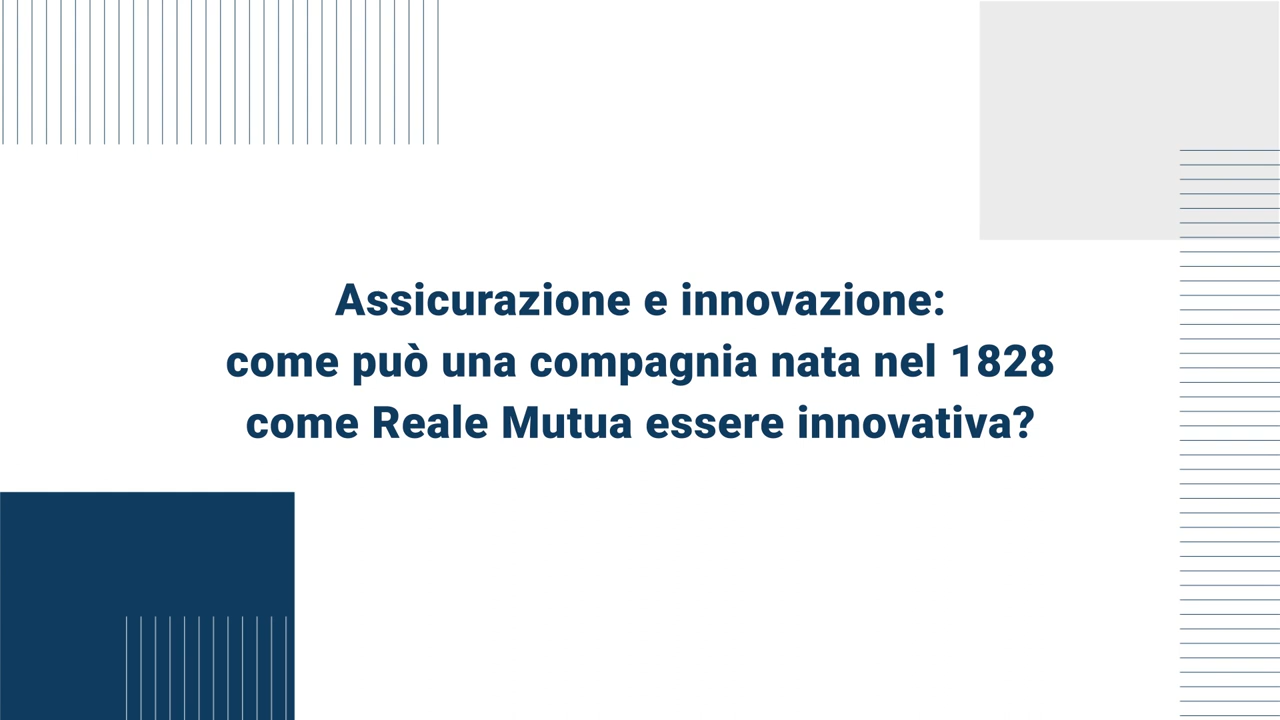 Assicurazione e innovazione:
come può una compagnia nata nel 1828
come Reale Mutua essere innovativa?